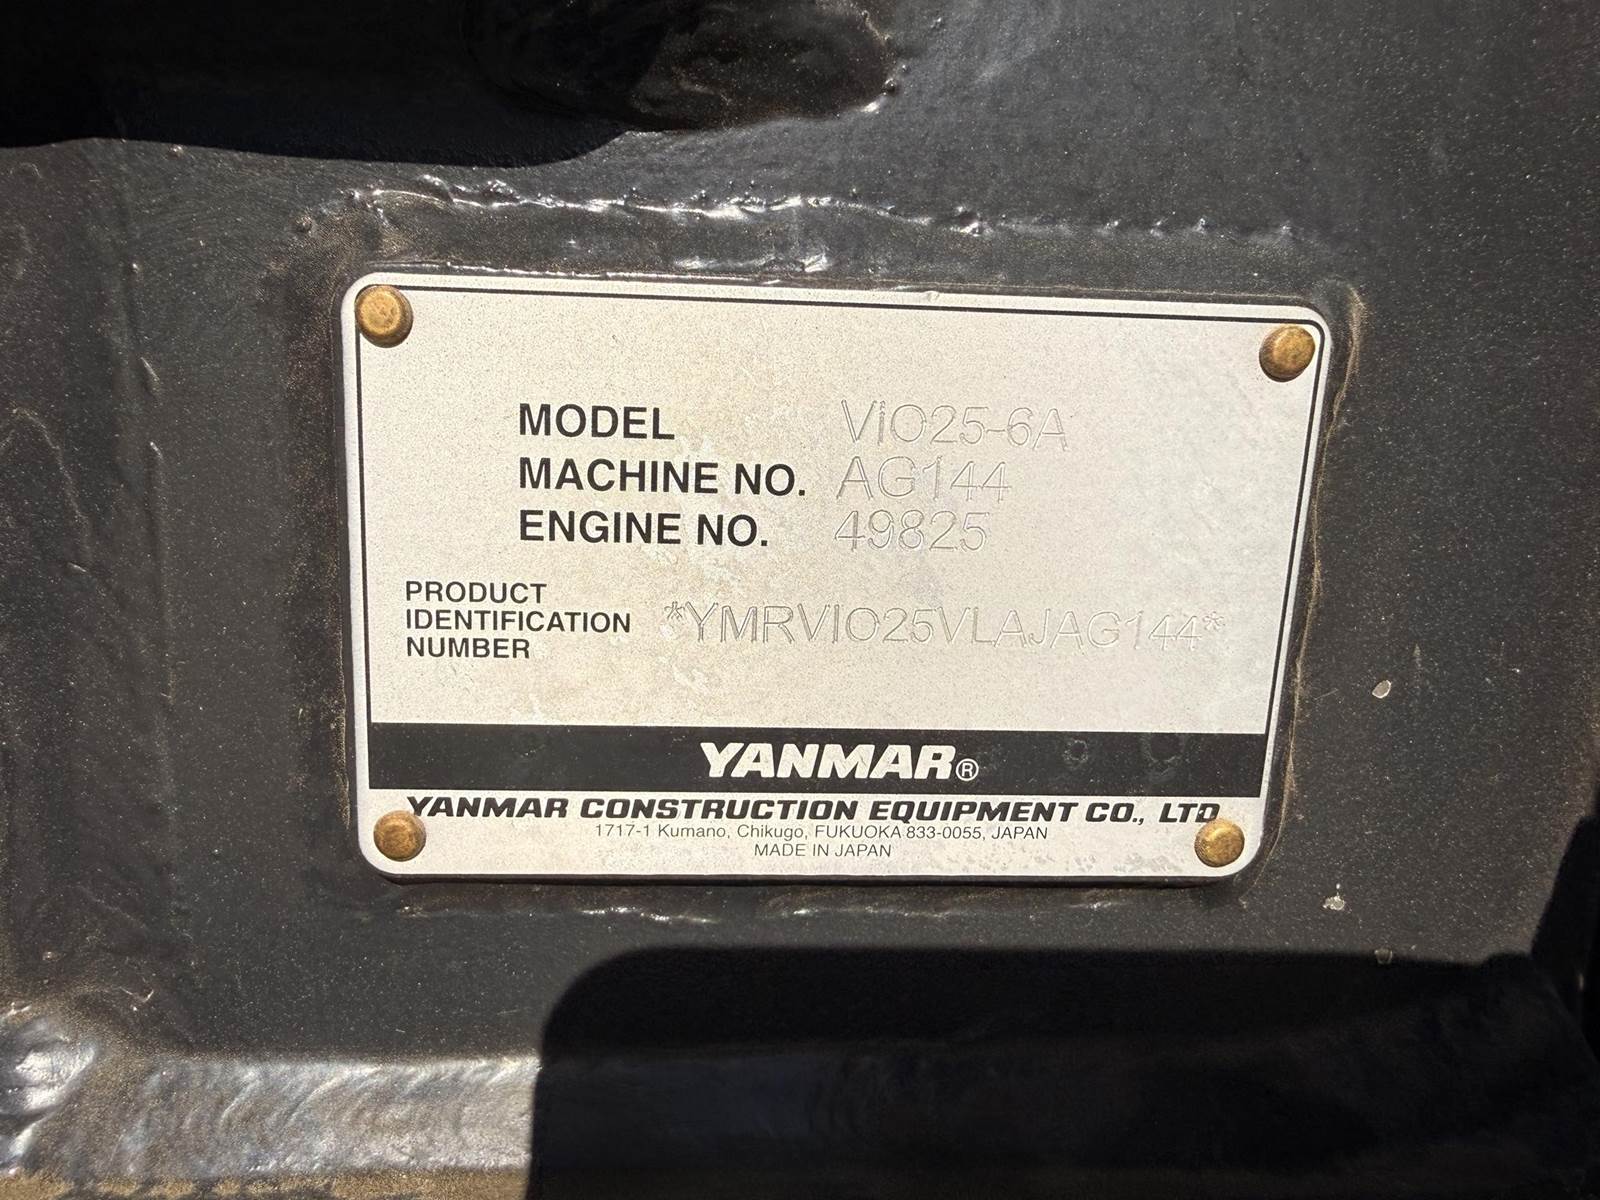 MODEL VIO25-6A
MACHINE NO. AG144
ENGINE NO. 49825
PRODUCT
IDENTIFICATION
NUMBER
*YMRVIO25VLAJAG144*
YANMAR®
YANMAR CONSTRUCTION EQUIPMENT CO., LTD
1717-1 Kumano, Chikugo, FUKUOKA 833-0055, JAPAN
MADE IN JAPAN